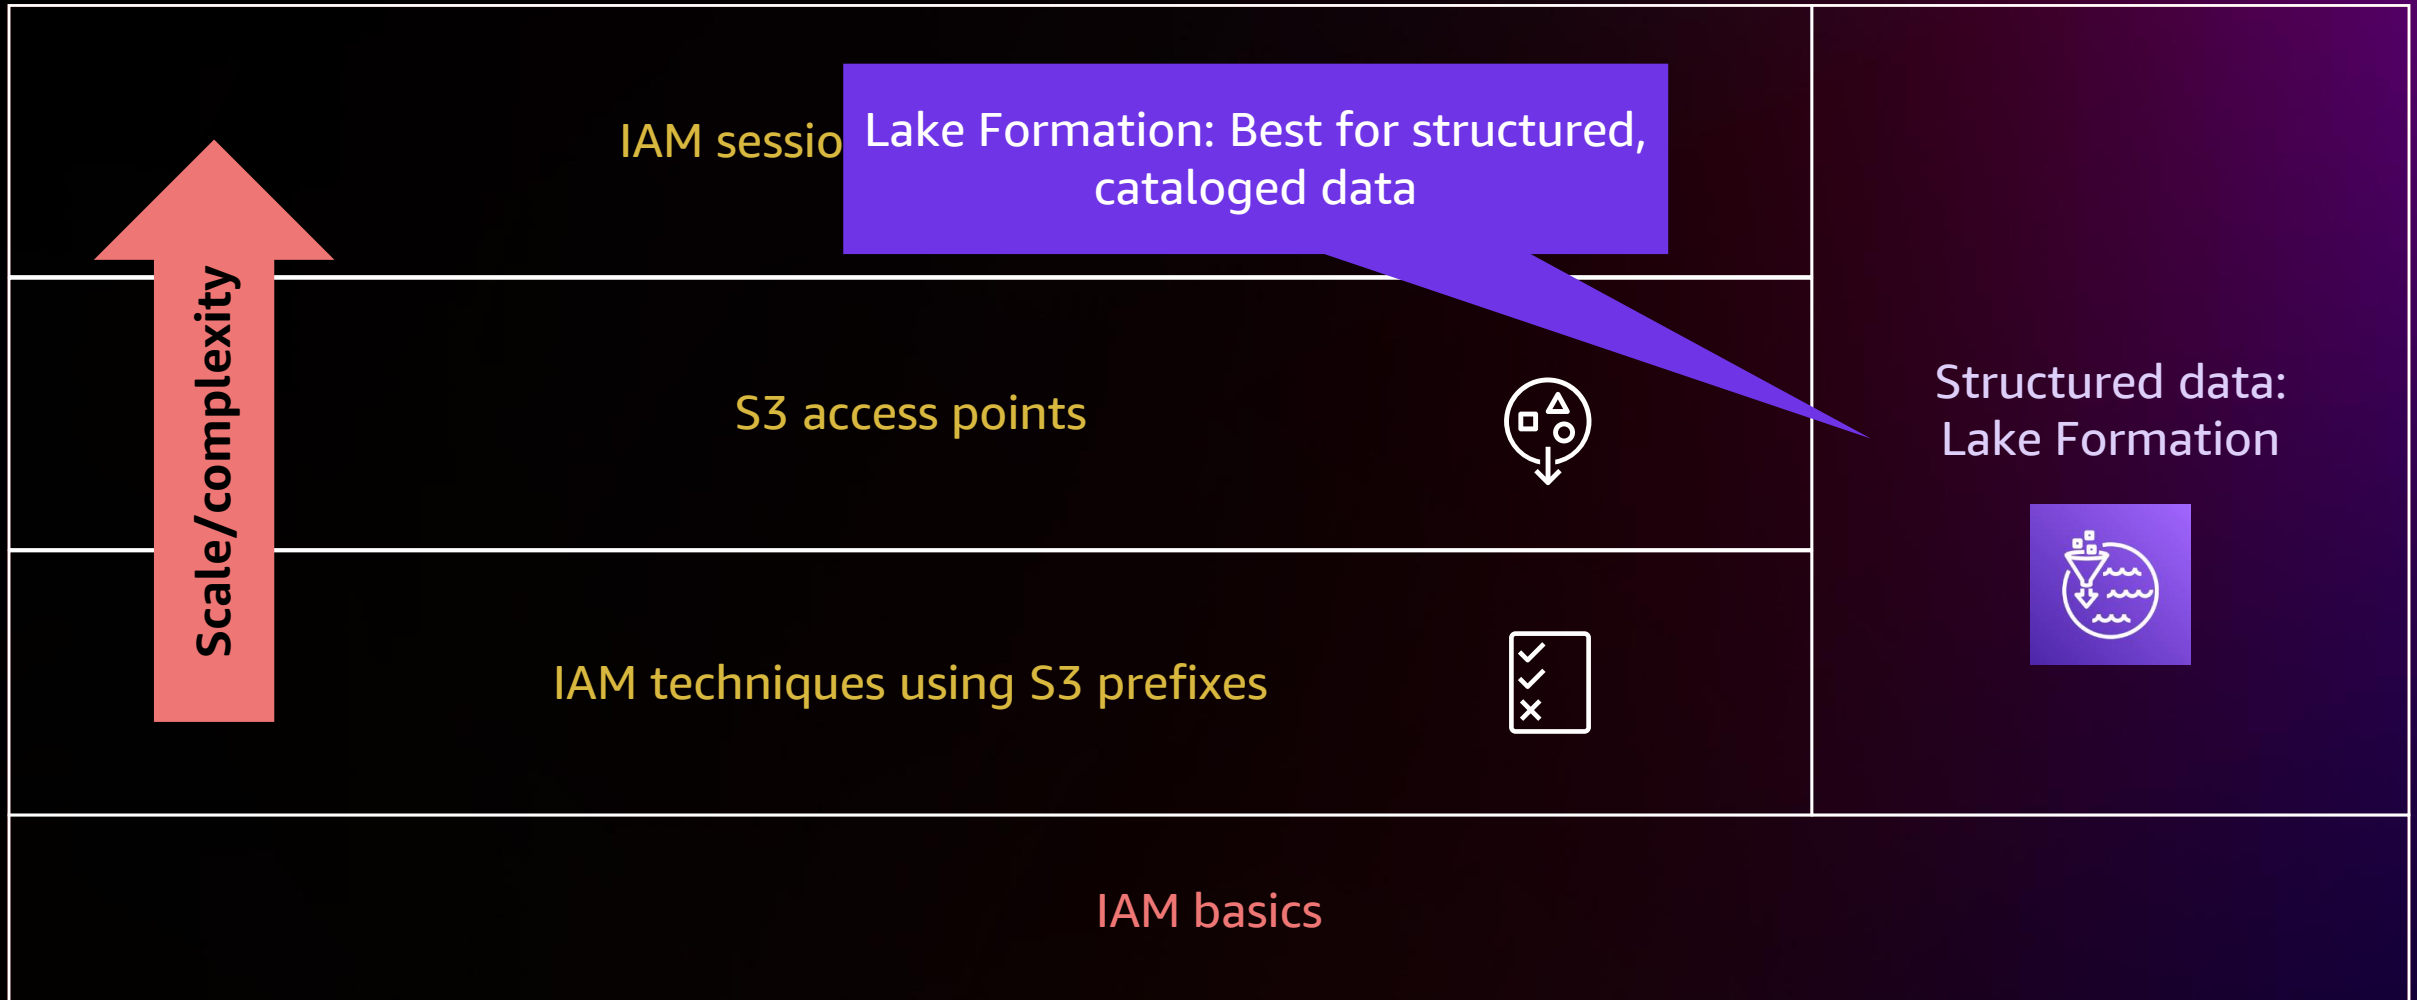 IAM sessio
Lake Formation: Best for structured,
cataloged data
Scale/complexity
S3 access points
Structured data:
Lake Formation
IAM techniques using S3 prefixes
IAM basics